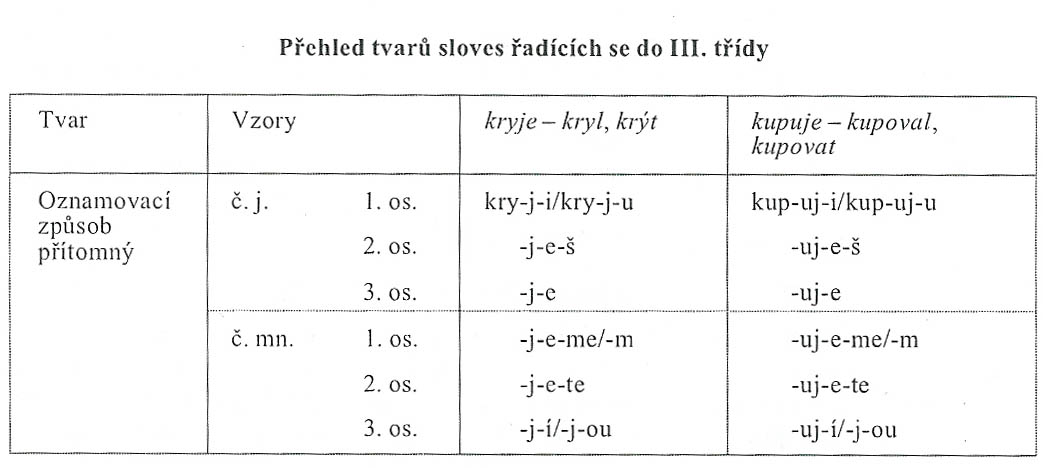 Přehled tvarů sloves řadících se do III. třídy
Tvar Vzory kryje – kryl, krýt kupuje – kupoval,
kupovat
Oznamovací č. j. 1. os. kry-j-i/kry-j-u kup-uj-i/kup-uj-u
způsob 2. os. -j-e-š -uj-e-š
přítomný
3. os. -j-e -uj-e
č. mn. 1. os. -j-e-me/-m -uj-e-me/-m
2. os. -j-e-te -uj-e-te
3. os. -j-í/-j-ou -uj-í/-j-ou